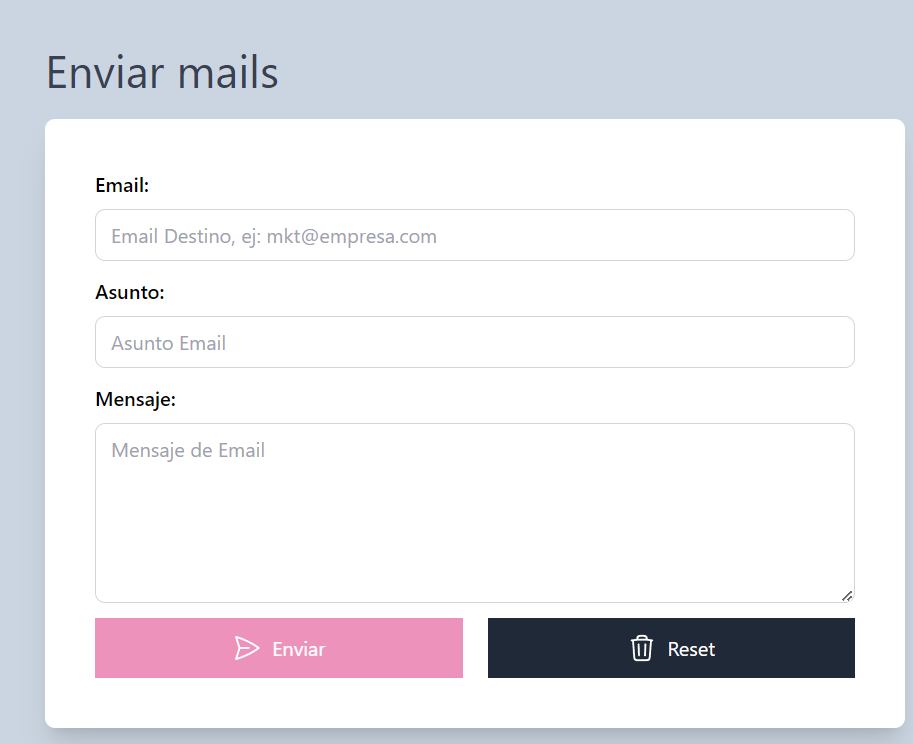 Enviar mails
Email:
Email Destino, ej: mkt@empresa.com
Asunto:
Asunto Email
Mensaje:
Mensaje de Email
Enviar
Reset